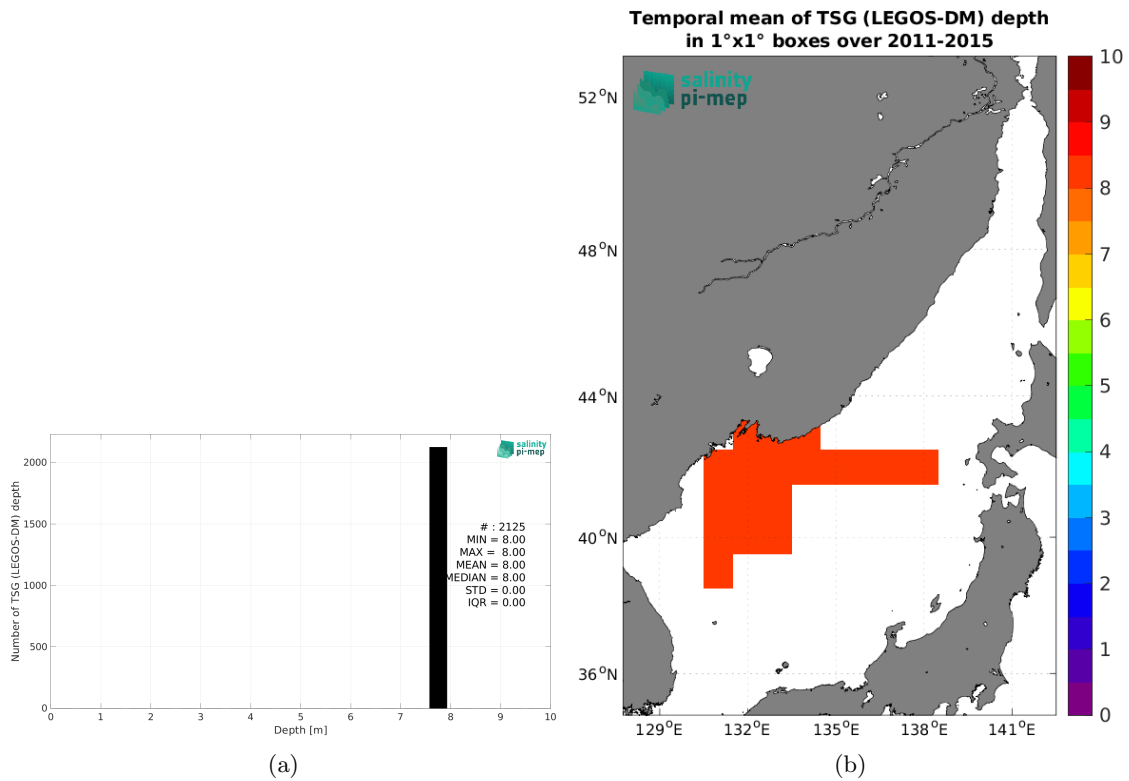 Temporal mean of TSG (LEGOS-DM) depth
in 1°x1° boxes over 2011-2015
salinity
pi-mep
52°N
48°N
44°N
40°N
36°N
129°E
132°E
135°E
138°E
141°E
10
9
8
7
6
5
4
3
2
1
0
salinity
pi-mep
Number of TSG (LEGOS-DM) depth
2000
1500
1000
500
0
# : 2125
MIN = 8.00
MAX = 8.00
MEAN = 8.00
MEDIAN = 8.00
STD = 0.00
IQR = 0.00
0 1 2 3 4 5 6 7 8 9 10
Depth [m]
(a)
(b)